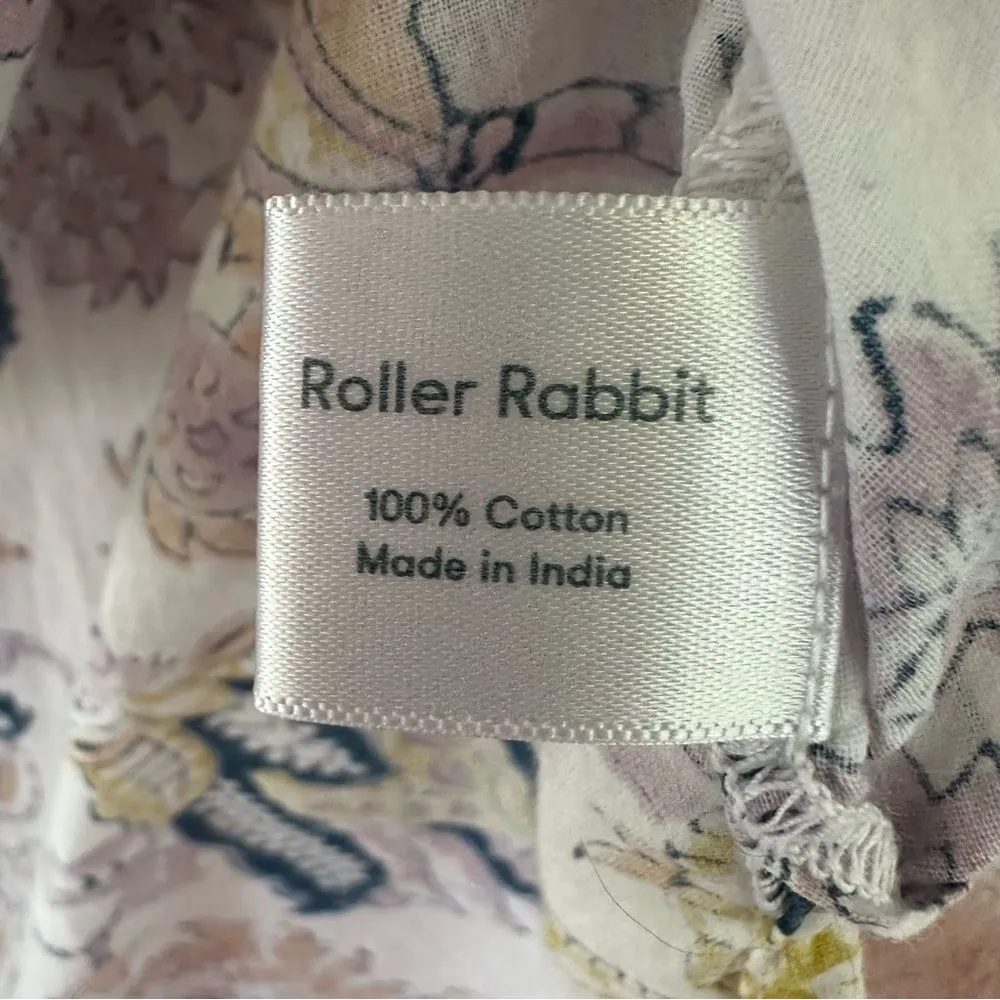 Roller Rabbit
100% Cotton
Made in India